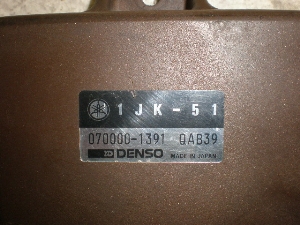 1JK-51
070000-1391 QAB39
DENSO MADE IN JAPAN